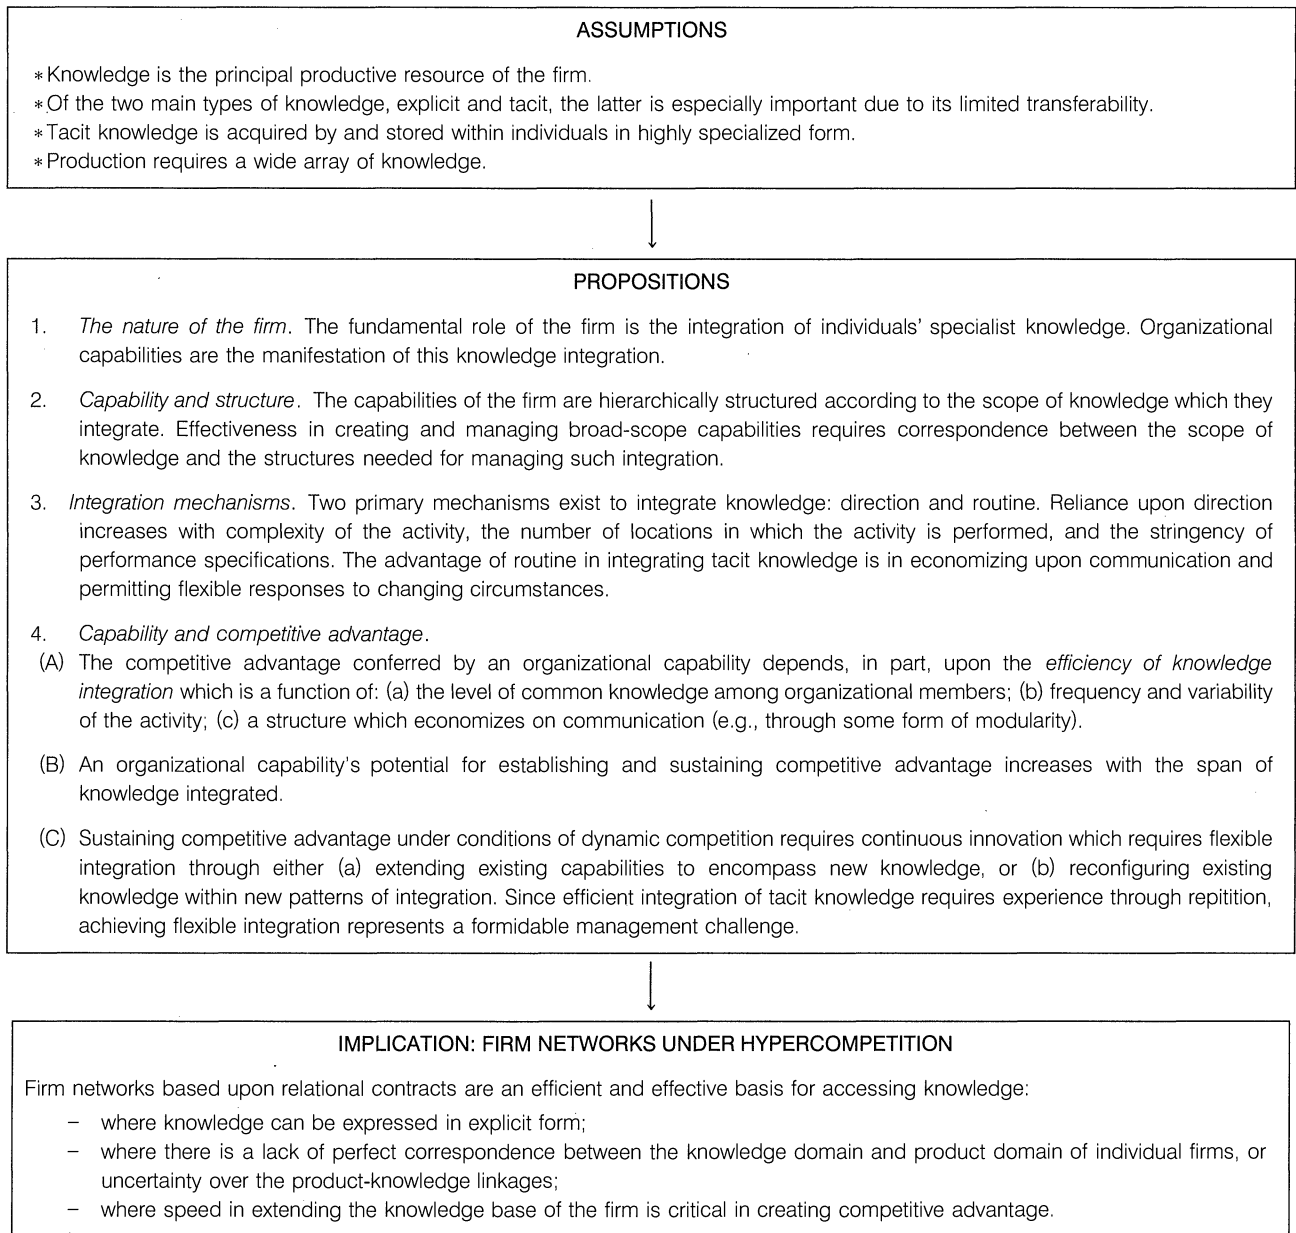 ASSUMPTIONS
*Knowledge is the principal productive resource of the firm.
*Of the two main types of knowledge, explicit and tacit, the latter is especially important due to its limited transferability.
*Tacit knowledge is acquired by and stored within individuals in highly specialized form.
*Production requires a wide array of knowledge.
PROPOSITIONS
1. The nature of the firm. The fundamental role of the firm is the integration of individuals' specialist knowledge. Organizational
capabilities are the manifestation of this knowledge integration.
2. Capability and structure. The capabilities of the firm are hierarchically structured according to the scope of knowledge which they
integrate. Effectiveness in creating and managing broad-scope capabilities requires correspondence between the scope of
knowledge and the structures needed for managing such integration.
3. Integration mechanisms. Two primary mechanisms exist to integrate knowledge: direction and routine. Reliance upon direction
increases with complexity of the activity, the number of locations in which the activity is performed, and the stringency of
performance specifications. The advantage of routine in integrating tacit knowledge is in economizing upon communication and
permitting flexible responses to changing circumstances.
4. Capability and competitive advantage.
(A) The competitive advantage conferred by an organizational capability depends, in part, upon the efficiency of knowledge
integration which is a function of: (a) the level of common knowledge among organizational members; (b) frequency and variability
of the activity; (c) a structure which economizes on communication (e.g., through some form of modularity).
(B) An organizational capability's potential for establishing and sustaining competitive advantage increases with the span of
knowledge integrated.
(C) Sustaining competitive advantage under conditions of dynamic competition requires continuous innovation which requires flexible
integration through either (a) extending existing capabilities to encompass new knowledge, or (b) reconfiguring existing
knowledge within new patterns of integration. Since efficient integration of tacit knowledge requires experience through repitition,
achieving flexible integration represents a formidable management challenge.
IMPLICATION: FIRM NETWORKS UNDER HYPERCOMPETITION
Firm networks based upon relational contracts are an efficient and effective basis for accessing knowledge:
– where knowledge can be expressed in explicit form;
– where there is a lack of perfect correspondence between the knowledge domain and product domain of individual firms, or
uncertainty over the product-knowledge linkages;
– where speed in extending the knowledge base of the firm is critical in creating competitive advantage.